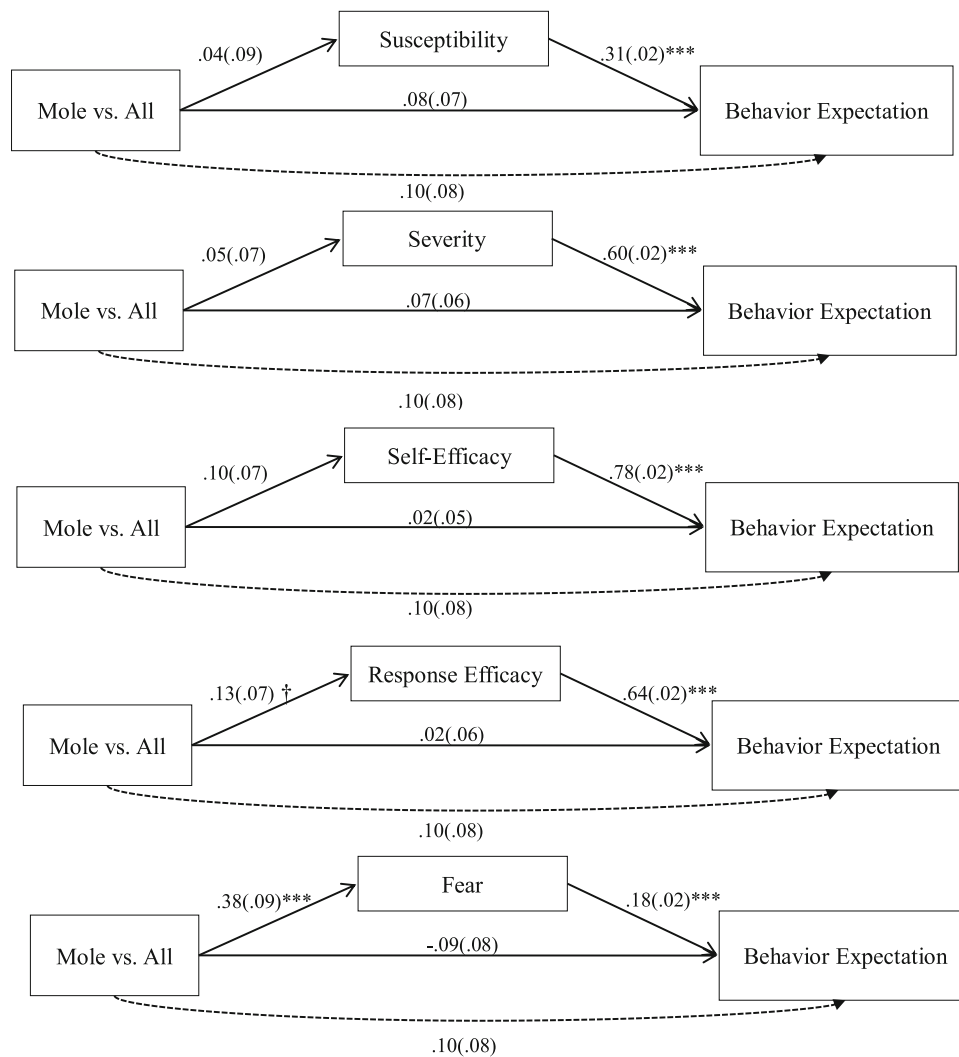 Susceptibility
.04(.09)
.31(.02)***
Mole vs. All
.08(.07)
Behavior Expectation
.10(.08)
Severity
.05(.07)
.60(.02)***
Mole vs. All
.07(.06)
Behavior Expectation
.10(.08)
Self-Efficacy
.10(.07)
.78(.02)***
Mole vs. All
.02(.05)
Behavior Expectation
.10(.08)
Response Efficacy
.13(.07) †
.64(.02)***
Mole vs. All
.02(.06)
Behavior Expectation
.10(.08)
Fear
.38(.09)***
.18(.02)***
Mole vs. All
-.09(.08)
Behavior Expectation
.10(.08)